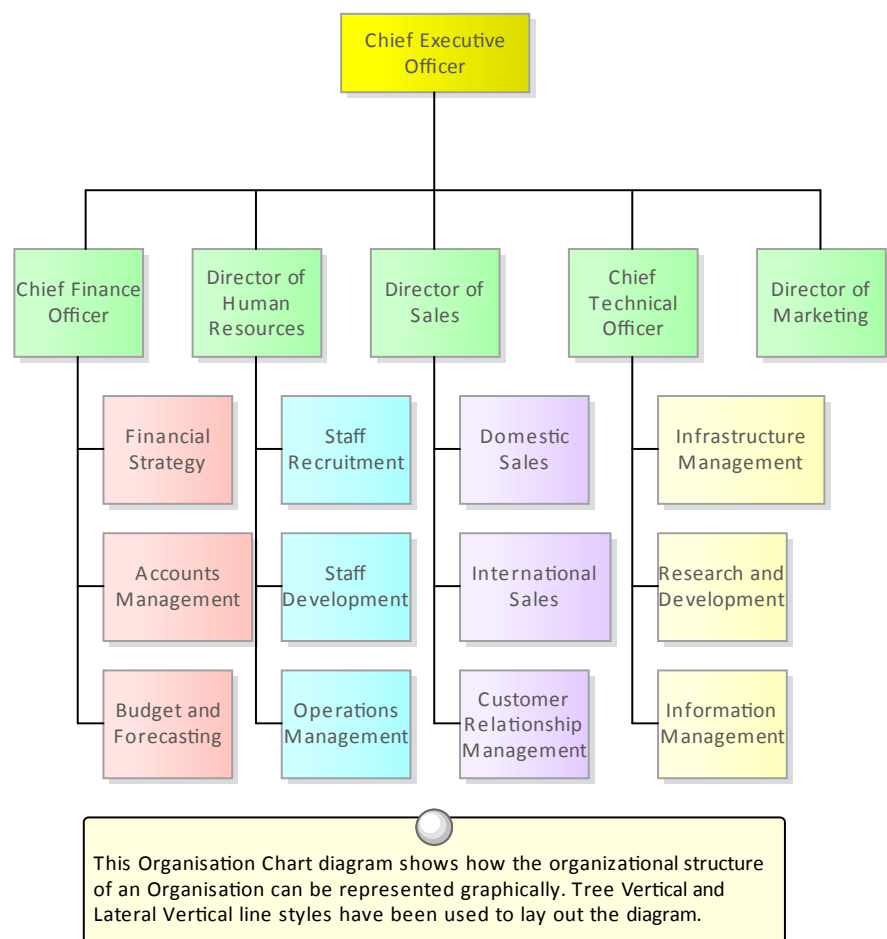 Chief Executive
Officer
Chief Finance
Officer
Director of
Human
Resources
Director of
Sales
Chief
Technical
Officer
Director of
Marketing
Financial
Strategy
Staff
Recruitment
Domestic
Sales
Infrastructure
Management
Accounts
Management
Staff
Development
International
Sales
Research and
Development
Budget and
Forecasting
Operations
Management
Customer
Relationship
Management
Information
Management
This Organisation Chart diagram shows how the organizational structure
of an Organisation can be represented graphically. Tree Vertical and
Lateral Vertical line styles have been used to lay out the diagram.